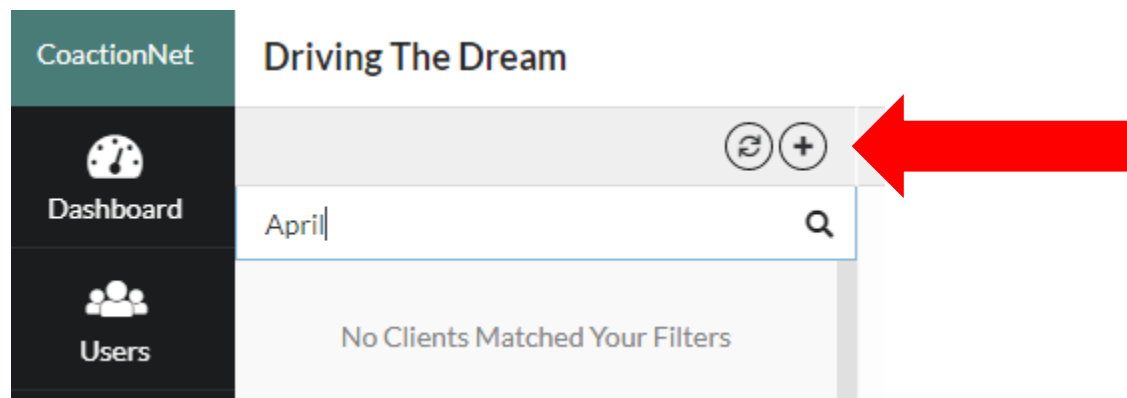 CoactionNet
Driving The Dream
Dashboard
April
Users
No Clients Matched Your Filters